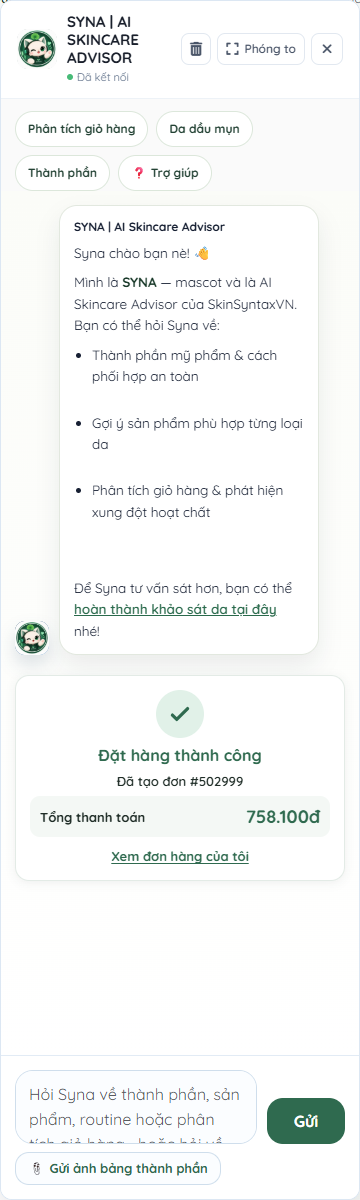 SYNA | AI
SKINCARE
ADVISOR
Đã kết nối
Phóng to
Phân tích giỏ hàng
Da dầu mụn
Thành phần
❓ Trợ giúp
SYNA | AI Skincare Advisor
Syna chào bạn nè! 👋
Mình là SYNA — mascot và là AI
Skincare Advisor của SkinSyntaxVN.
Bạn có thể hỏi Syna về:
Thành phần mỹ phẩm & cách
phối hợp an toàn
Gợi ý sản phẩm phù hợp từng loại
da
Phân tích giỏ hàng & phát hiện
xung đột hoạt chất
Để Syna tư vấn sát hơn, bạn có thể
hoàn thành khảo sát da tại đây
nhé!
Đặt hàng thành công
Đã tạo đơn #502999
Tổng thanh toán
758.100đ
Xem đơn hàng của tôi
Hỏi Syna về thành phần, sản
phẩm, routine hoặc phân
Gửi
Gửi ảnh bảng thành phần